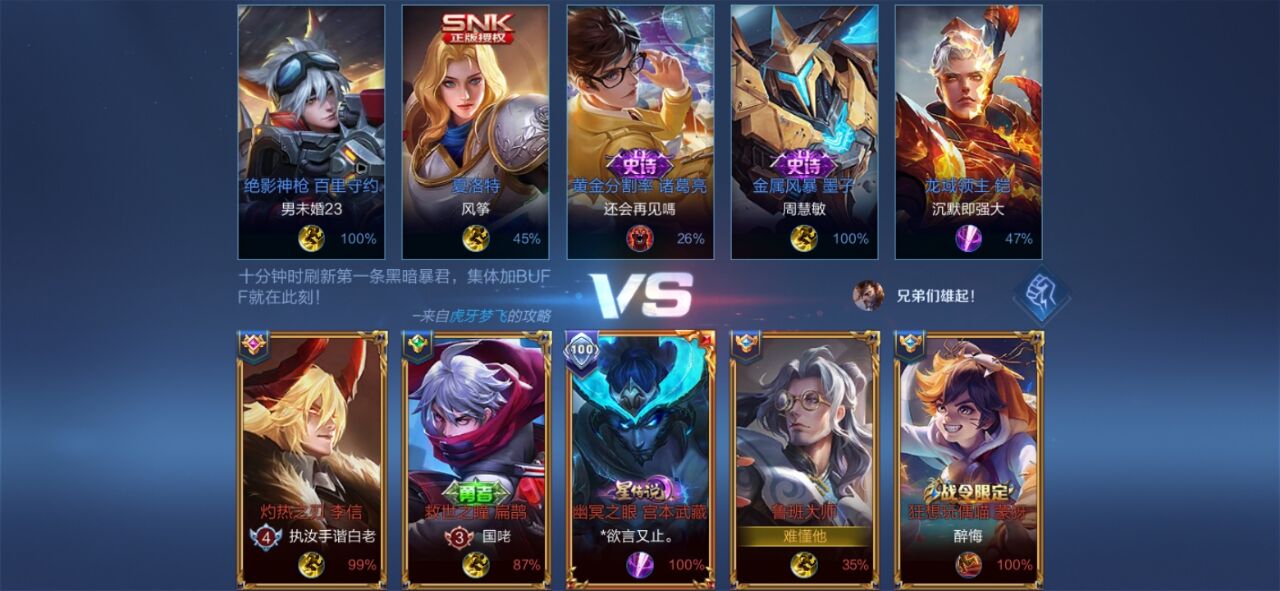 SNK
正版授权
史诗
史诗
绝影神枪 百里守约
夏洛特
黄金分割率 诸葛亮
金属风暴 墨子
龙域领主 铠
男未婚23
风筝
还会再见嗎
周慧敏
沉默即强大
100%
45%
26%
100%
47%
十分钟时刷新第一条黑暗暴君，集体加BUF
F就在此刻！
—来自虎牙梦飞的攻略
VS
兄弟们雄起！
100
勇者
星传说
战令限定
灼热之刃 李信
救世之瞳 扁鹊
幽冥之眼 宫本武藏
鲁班大师
狂想玩偶喵 蒙犽
4
执汝手谐白老
3
国咾
*欲言又止。
难懂他
醉悔
99%
87%
100%
35%
100%